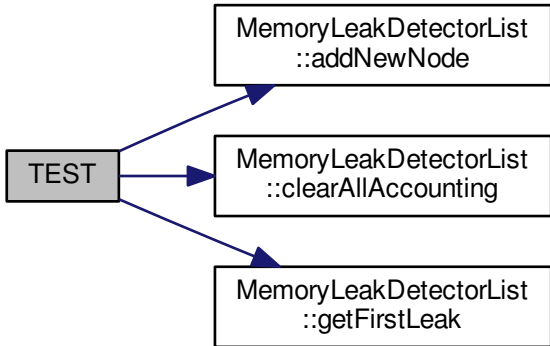 MemoryLeakDetectorList
::addNewNode
TEST
MemoryLeakDetectorList
::clearAllAccounting
MemoryLeakDetectorList
::getFirstLeak